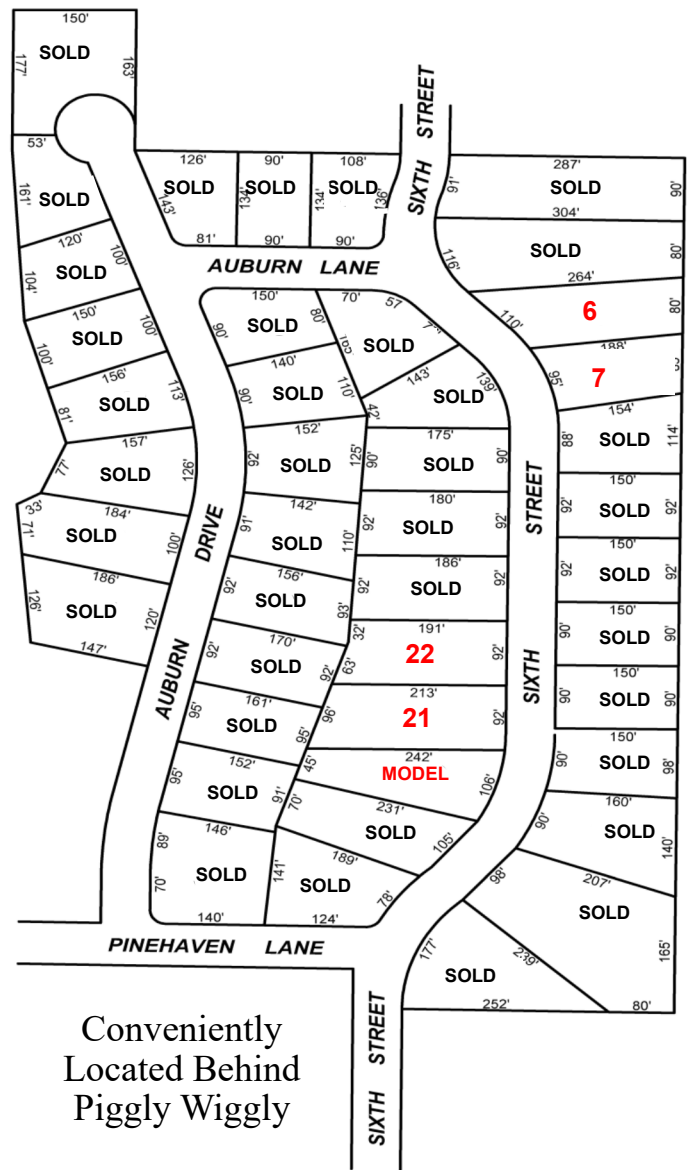 150'
SOLD
177'
163'
53'
SIXTH STREET
126'
90'
108'
287'
SOLD
SOLD
SOLD
SOLD
161'
SOLD
143'
134'
134'
136'
91'
90'
304'
81'
90'
90'
120'
100'
SOLD
116'
SOLD
80'
AUBURN LANE
104'
264'
150'
150'
70'
57
6
80'
110'
SOLD
100'
90'
SOLD
80'
SOLD
188'
100'
156'
140'
143'
139'
95'
7
SOLD
113'
90'
SOLD
110'
SOLD
154'
81'
42'
157'
152'
175'
88'
SOLD
114'
77'
SOLD
126'
92'
SOLD
125'
90'
SOLD
90'
150'
33'
184'
142'
180'
92'
SOLD
92'
71'
SOLD
100'
DRIVE
91'
SOLD
110'
92'
SOLD
92'
STREET
150'
186'
156'
186'
92'
SOLD
92'
126'
SOLD
120'
92'
SOLD
93'
92'
SOLD
92'
150'
147'
170'
32'
191'
90'
SOLD
90'
92'
SOLD
92'
63'
22
92'
150'
AUBURN
161'
213'
SIXTH
90'
SOLD
90'
95'
SOLD
95'
96'
21
92'
150'
152'
45'
242'
90'
SOLD
98'
95'
SOLD
91'
70'
MODEL
106'
160'
146'
231'
SOLD
105'
90'
SOLD
140'
89'
70'
SOLD
141'
189'
SOLD
78'
98'
207'
140'
124'
SOLD
PINEHAVEN LANE
177'
239'
165'
SOLD
252'
80'
SIXTH STREET
Conveniently
Located Behind
Piggly Wiggly